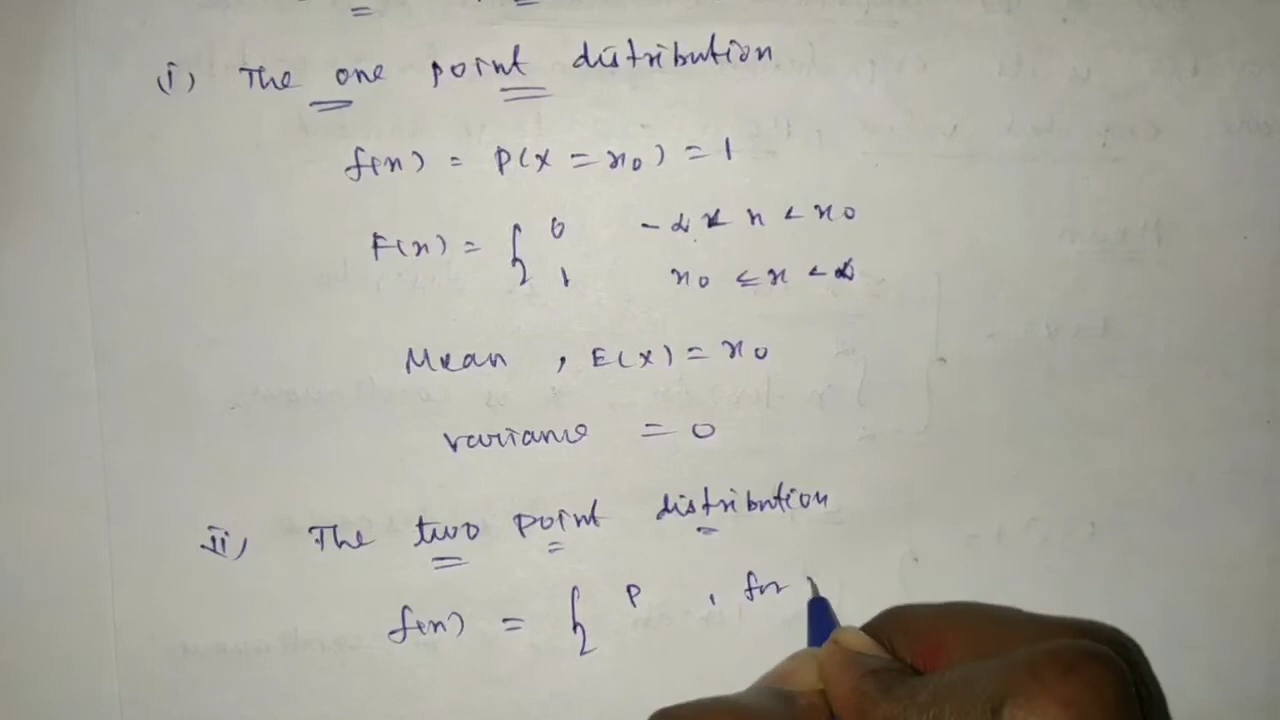 (i) The one point distribution
f(x) = P(X = x0) = 1
F(x) = { 0 -∞ < x < x0
1 x0 ≤ x < ∞
Mean, E(X) = x0
variance = 0
ii) The two point distribution
f(x) = { p , for